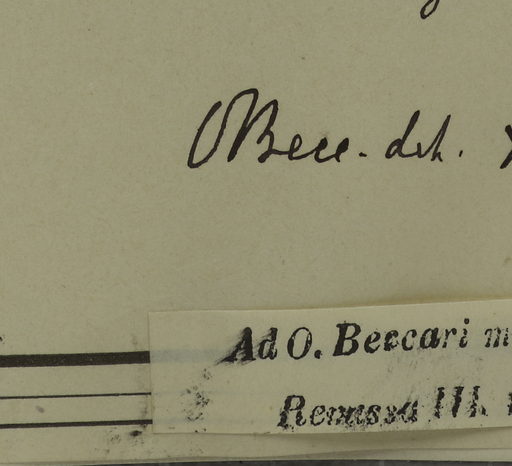 OBecc. det.
Ad O. Beccari m
Remissa III.